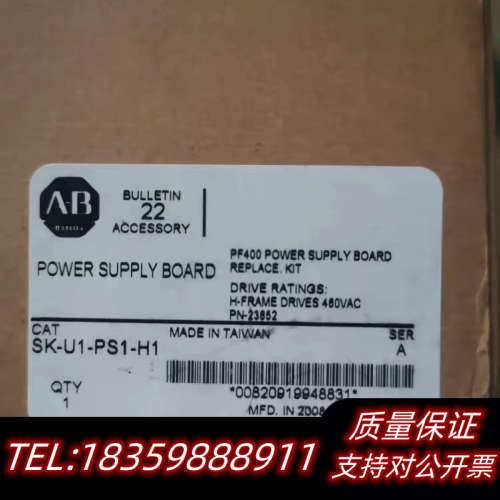 AB
BULLETIN
22
ACCESSORY
POWER SUPPLY BOARD
PF400 POWER SUPPLY BOARD
REPLACE. KIT
DRIVE RATINGS:
H-FRAME DRIVES 460VAC
PN-23852
CAT
SK-U1-PS1-H1
MADE IN TAIWAN
SER
A
QTY
1
*00820919948831*
MFD. IN 2008
TEL:18359888911
质量保证
支持对公开票